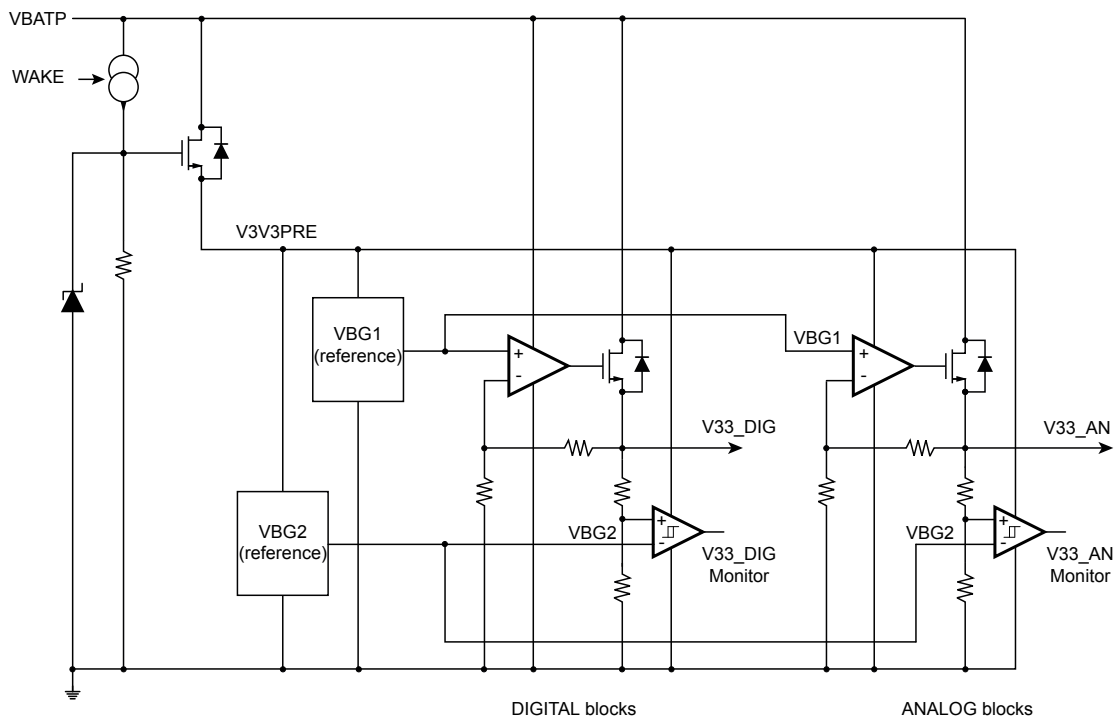 VBATP
WAKE
V3V3PRE
VBG1
(reference)
VBG1
+
-
+
-
V33_DIG
V33_AN
VBG2
(reference)
VBG2
+
-
VBG2
+
-
V33_DIG
Monitor
V33_AN
Monitor
DIGITAL blocks
ANALOG blocks